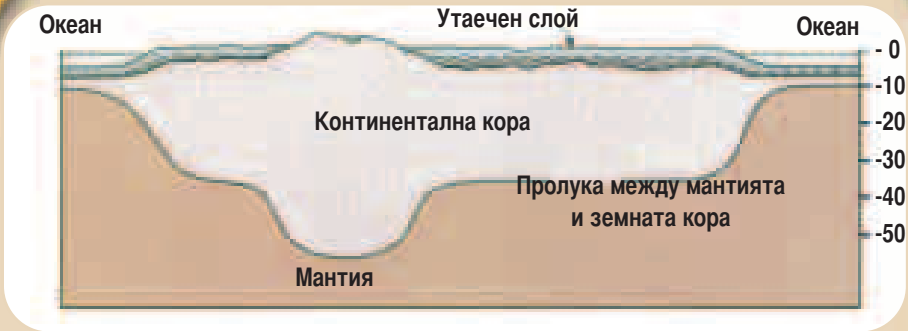 Океан
Утаечен слой
Океан
- 0
-10
-20
-30
-40
-50
Континентална кора
Пролука между мантията
и земната кора
Мантия